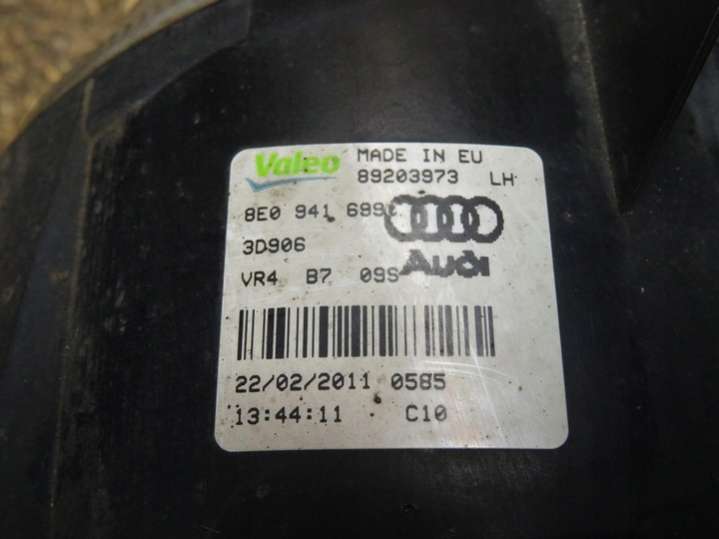 Valeo MADE IN EU
89203973 LH
8E0 941 699C
3D906 Audi
VR4 B7 09S
22/02/2011 0585
13:44:11 C10